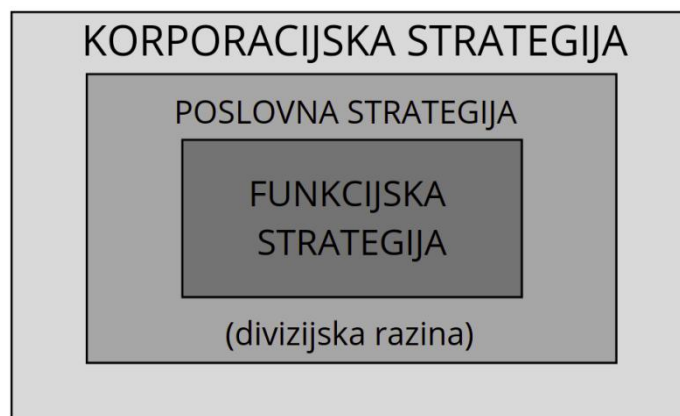 KORPORACIJSKA STRATEGIJA
POSLOVNA STRATEGIJA
FUNKCIJSKA
STRATEGIJA
(divizijska razina)